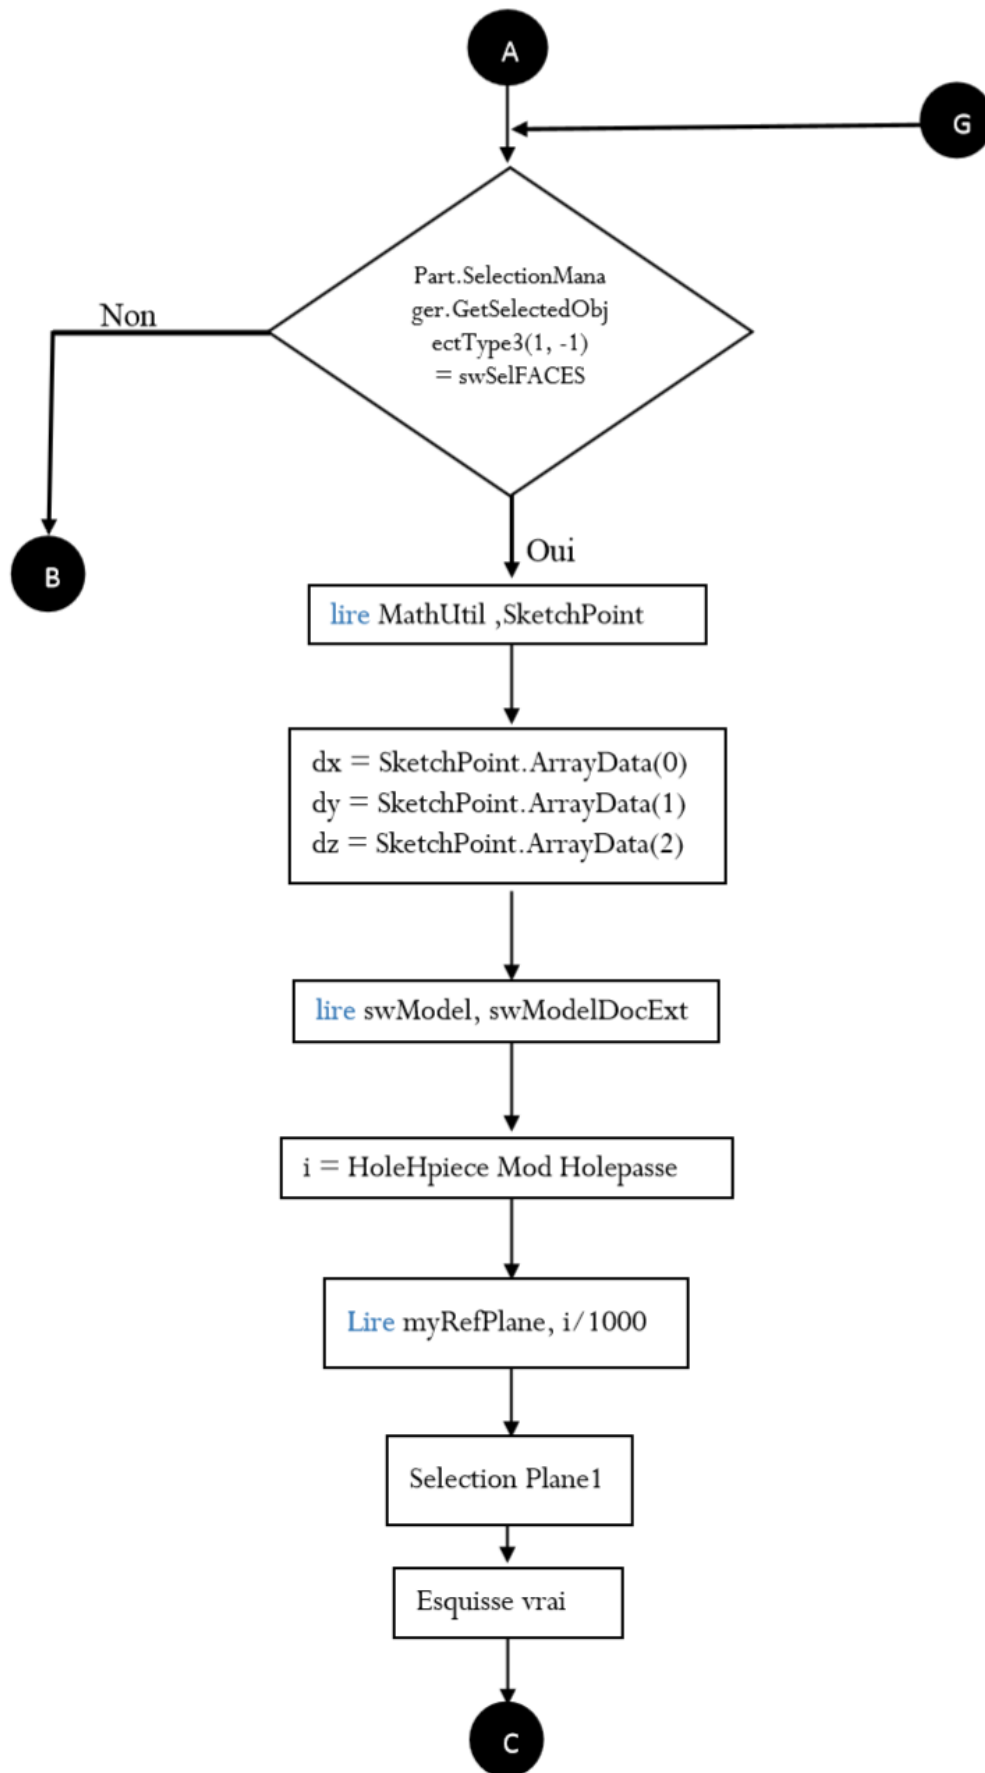 A
G
Part.SelectionMana
ger.GetSelectedObj
ectType3(1, -1)
= swSelFACES
Non
B
Oui
lire MathUtil ,SketchPoint
dx = SketchPoint.ArrayData(0)
dy = SketchPoint.ArrayData(1)
dz = SketchPoint.ArrayData(2)
lire swModel, swModelDocExt
i = HoleHpiece Mod Holepasse
Lire myRefPlane, i/1000
Selection Plane1
Esquisse vrai
C